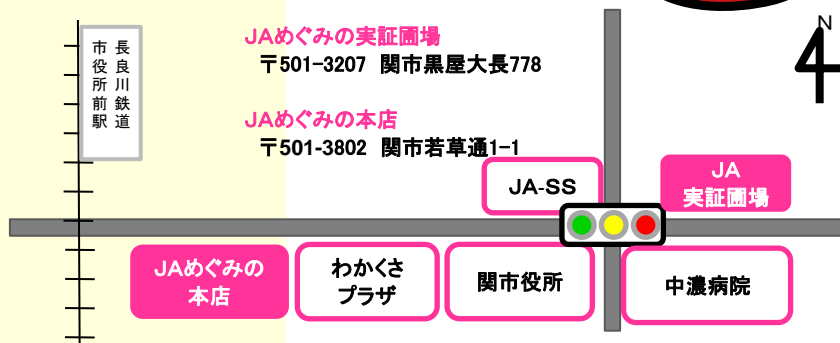 N
長良川鉄道
市役所前駅
JAめぐみの実証圃場
〒501-3207 関市黒屋大長778
JAめぐみの本店
〒501-3802 関市若草通1-1
JA-SS
JA
実証圃場
JAめぐみの
本店
わかくさ
プラザ
関市役所
中濃病院